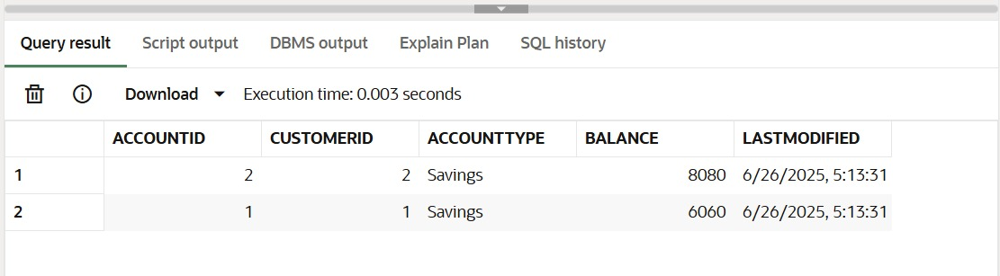 Query result Script output DBMS output Explain Plan SQL history
Download Execution time: 0.003 seconds
ACCOUNTID CUSTOMERID ACCOUNTTYPE BALANCE LASTMODIFIED
1 2 2 Savings 8080 6/26/2025, 5:13:31
2 1 1 Savings 6060 6/26/2025, 5:13:31